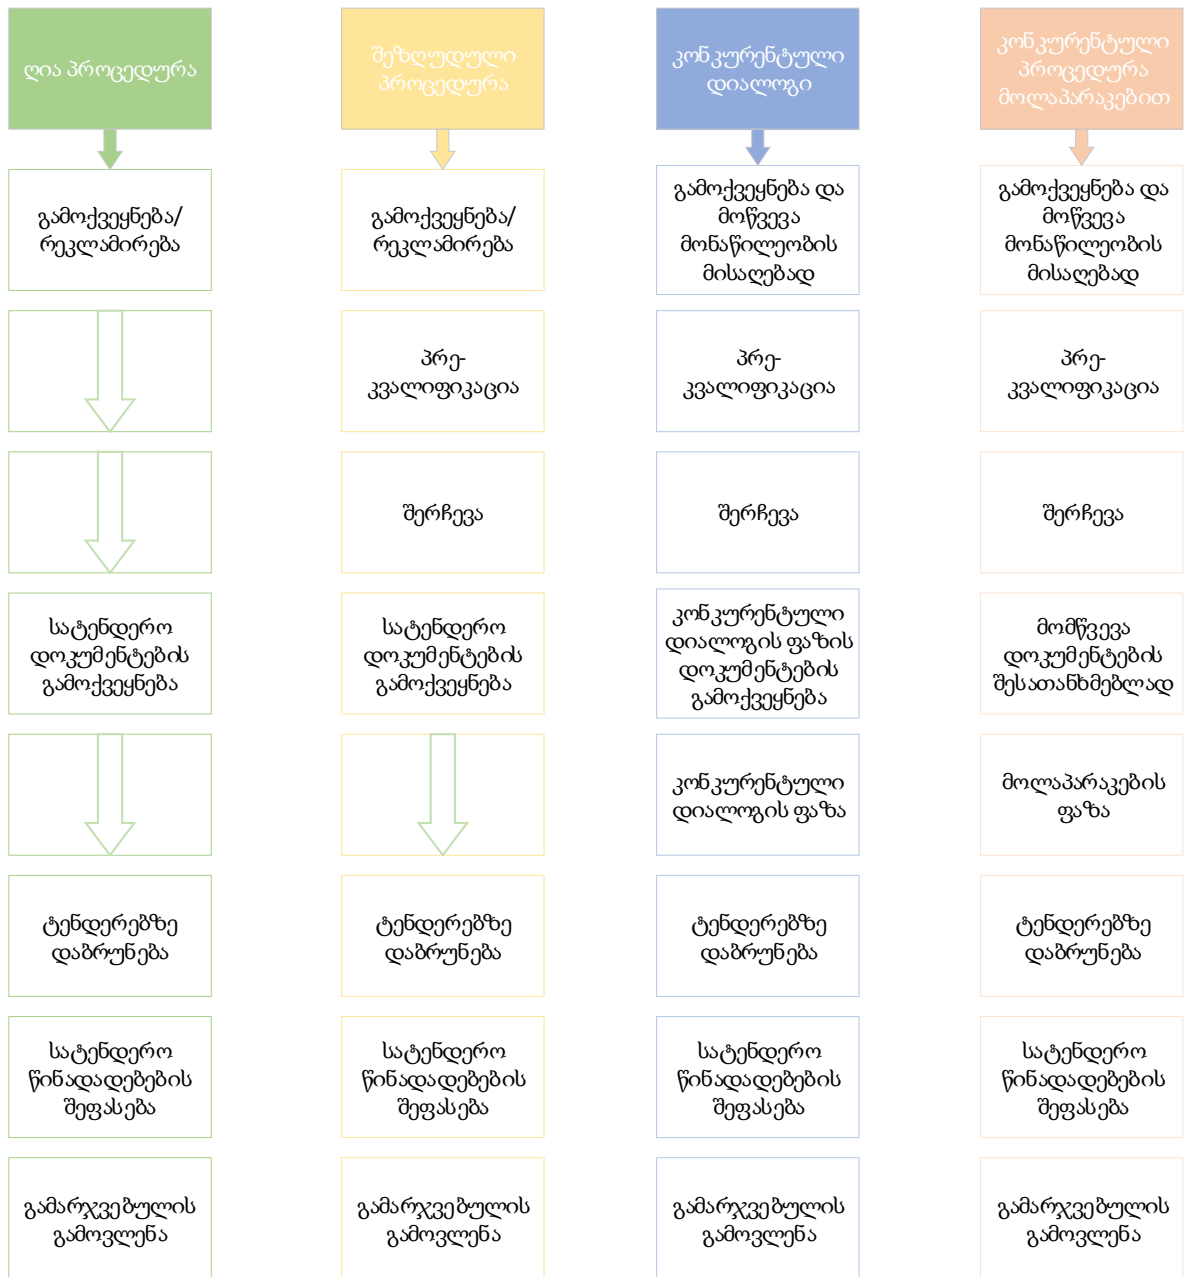 ღია პროცედურა
შეზღუდული
პროცედურა
კონკურენტული
დიალოგი
კონკურენტული
პროცედურა
მოლაპარაკებით
გამოქვეყნება/
რეკლამირება
გამოქვეყნება/
რეკლამირება
გამოქვეყნება და
მოწვევა
მონაწილეობის
მისაღებად
გამოქვეყნება და
მოწვევა
მონაწილეობის
მისაღებად
პრე-
კვალიფიკაცია
პრე-
კვალიფიკაცია
პრე-
კვალიფიკაცია
შერჩევა
შერჩევა
შერჩევა
სატენდერო
დოკუმენტების
გამოქვეყნება
სატენდერო
დოკუმენტების
გამოქვეყნება
კონკურენტული
დიალოგის ფაზის
დოკუმენტების
გამოქვეყნება
მომწვევა
დოკუმენტების
შესათანხმებლად
კონკურენტული
დიალოგის ფაზა
მოლაპარაკების
ფაზა
ტენდერებზე
დაბრუნება
ტენდერებზე
დაბრუნება
ტენდერებზე
დაბრუნება
ტენდერებზე
დაბრუნება
სატენდერო
წინადადებების
შეფასება
სატენდერო
წინადადებების
შეფასება
სატენდერო
წინადადებების
შეფასება
სატენდერო
წინადადებების
შეფასება
გამარჯვებულის
გამოვლენა
გამარჯვებულის
გამოვლენა
გამარჯვებულის
გამოვლენა
გამარჯვებულის
გამოვლენა